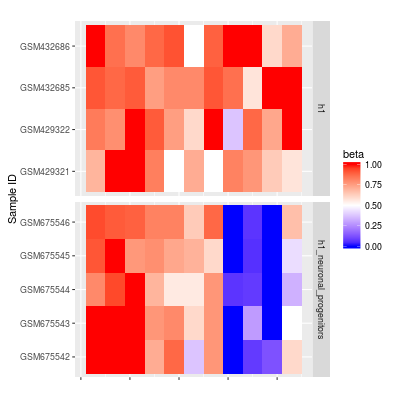 GSM432686
GSM432685
GSM429322
GSM429321
h1
GSM675546
GSM675545
GSM675544
GSM675543
GSM675542
h1_neuronal_progenitors
Sample ID
beta
1.00
0.75
0.50
0.25
0.00